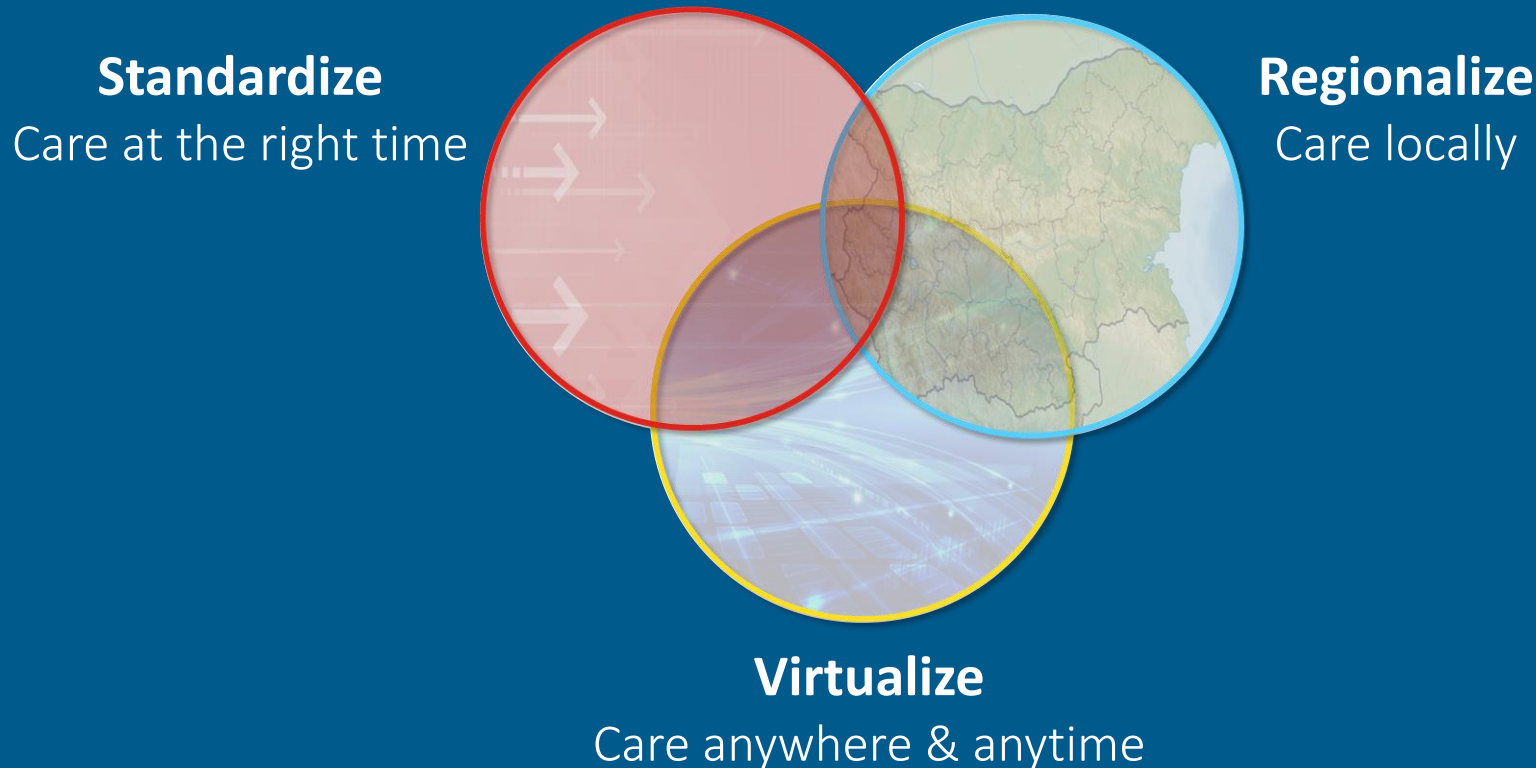 Standardize
Care at the right time
Regionalize
Care locally
Virtualize
Care anywhere & anytime